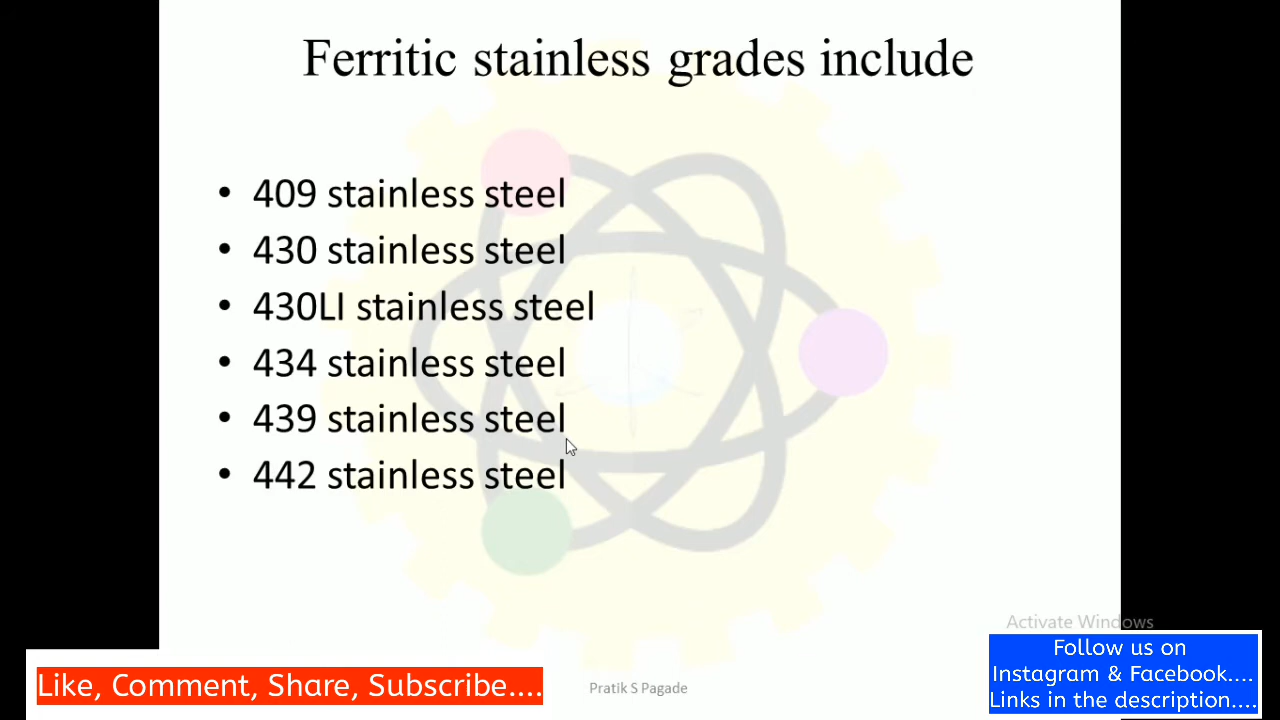 Ferritic stainless grades include
• 409 stainless steel
• 430 stainless steel
• 430LI stainless steel
• 434 stainless steel
• 439 stainless steel
• 442 stainless steel
Activate Windows
Follow us on
Instagram & Facebook....
Links in the description....
Like, Comment, Share, Subscribe....
Pratik S Pagade